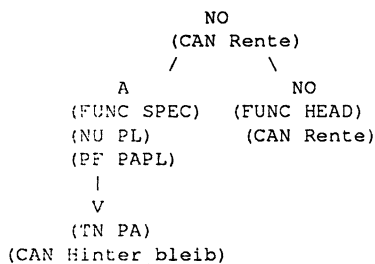 NO
(CAN Rente)
/ \
A NO
(FUNC SPEC) (FUNC HEAD)
(NU PL) (CAN Rente)
(PF PAPL)
|
V
(TN PA)
(CAN Hinter bleib)